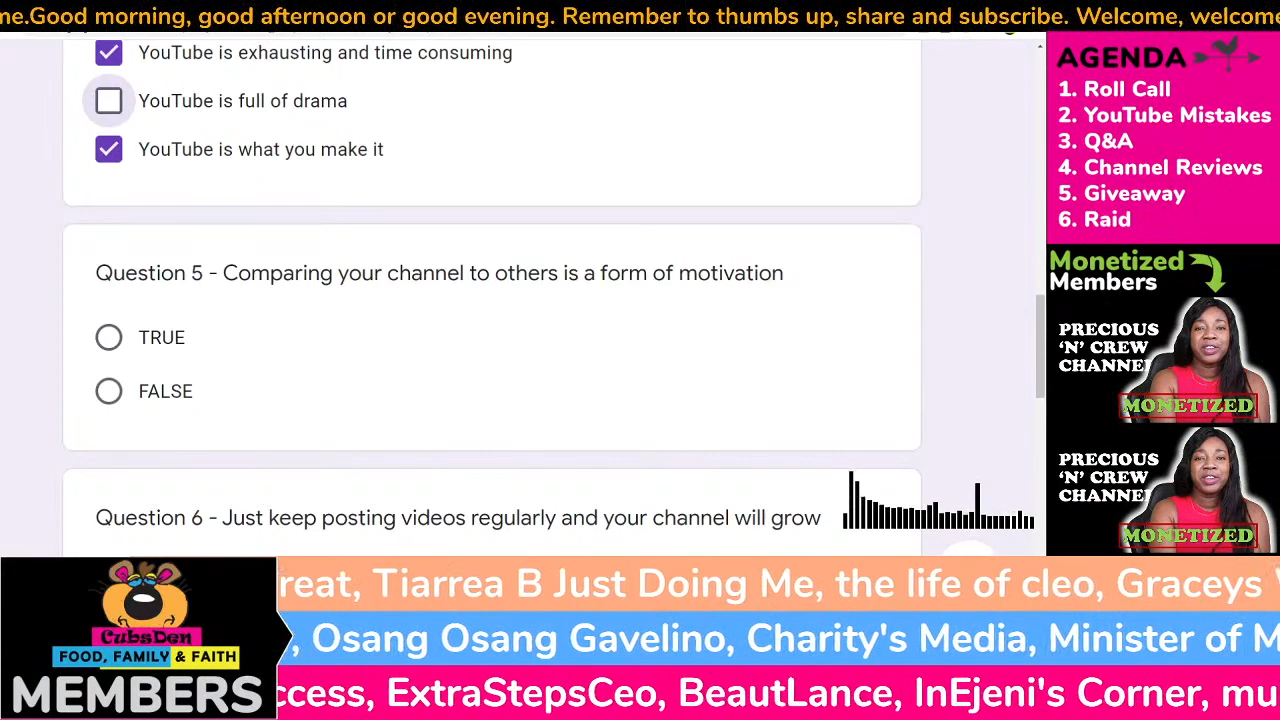 me.Good morning, good afternoon or good evening. Remember to thumbs up, share and subscribe. Welcome, welcome
YouTube is exhausting and time consuming
YouTube is full of drama
YouTube is what you make it
Question 5 - Comparing your channel to others is a form of motivation
TRUE
FALSE
Question 6 - Just keep posting videos regularly and your channel will grow
AGENDA
1. Roll Call
2. YouTube Mistakes
3. Q&A
4. Channel Reviews
5. Giveaway
6. Raid
Monetized
Members
PRECIOUS
'N' CREW
CHANNEL
MONETIZED
PRECIOUS
'N' CREW
CHANNEL
MONETIZED
CubsDen
FOOD, FAMILY & FAITH
MEMBERS
reat, Tiarrea B Just Doing Me, the life of cleo, Graceys
, Osang Osang Gavelino, Charity's Media, Minister of M
ccess, ExtraStepsCeo, BeautLance, InEjeni's Corner, mu